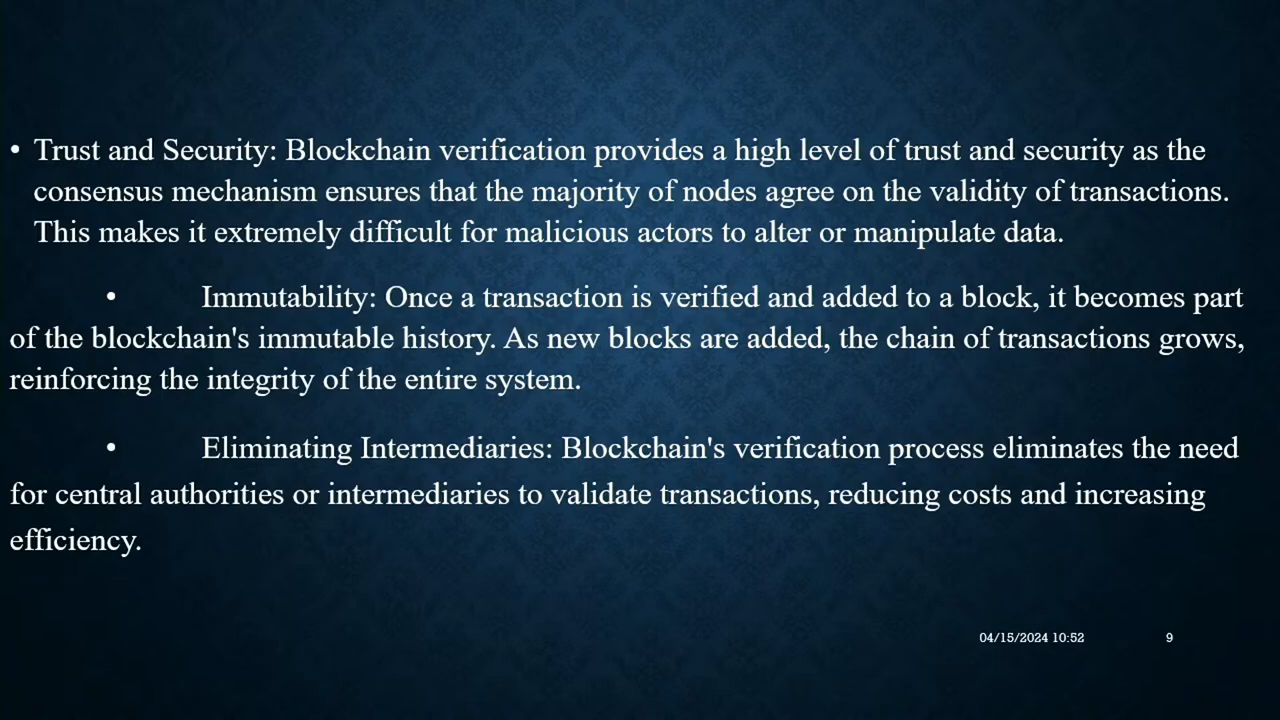 • Trust and Security: Blockchain verification provides a high level of trust and security as the
consensus mechanism ensures that the majority of nodes agree on the validity of transactions.
This makes it extremely difficult for malicious actors to alter or manipulate data.
• Immutability: Once a transaction is verified and added to a block, it becomes part
of the blockchain's immutable history. As new blocks are added, the chain of transactions grows,
reinforcing the integrity of the entire system.
• Eliminating Intermediaries: Blockchain's verification process eliminates the need
for central authorities or intermediaries to validate transactions, reducing costs and increasing
efficiency.
04/15/2024 10:52 9